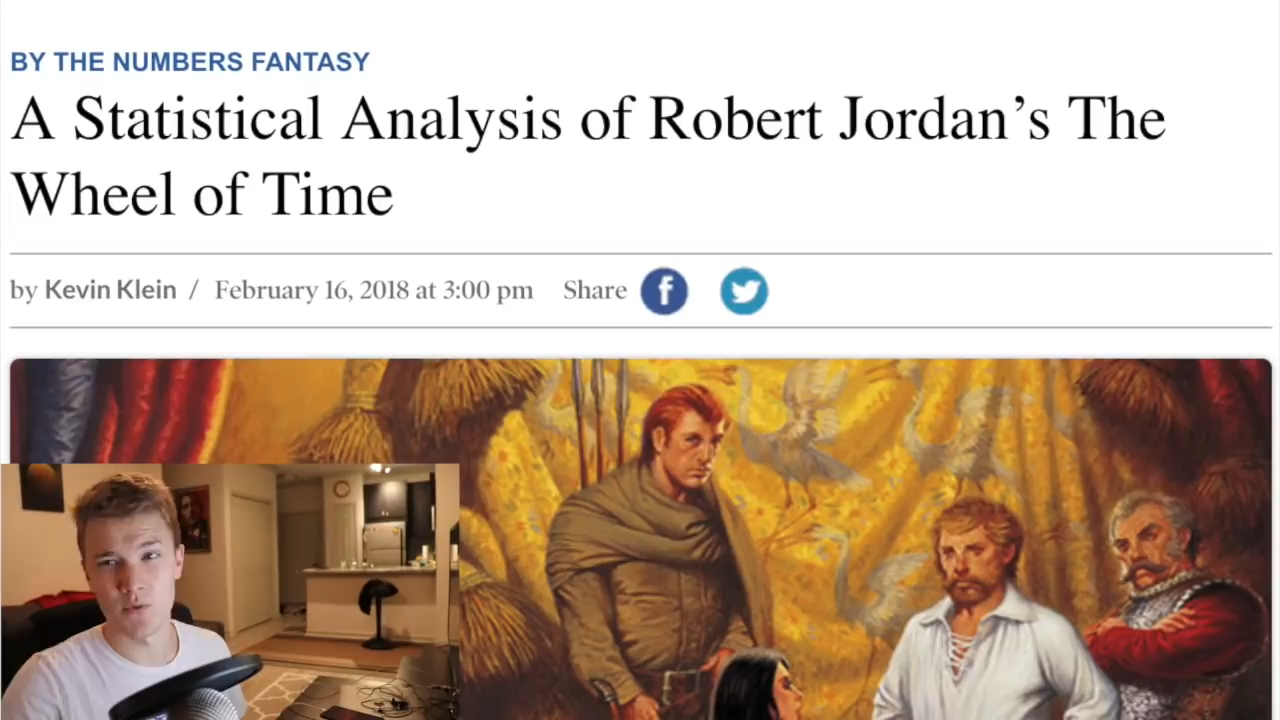 BY THE NUMBERS FANTASY
A Statistical Analysis of Robert Jordan’s The
Wheel of Time
by Kevin Klein / February 16, 2018 at 3:00 pm Share